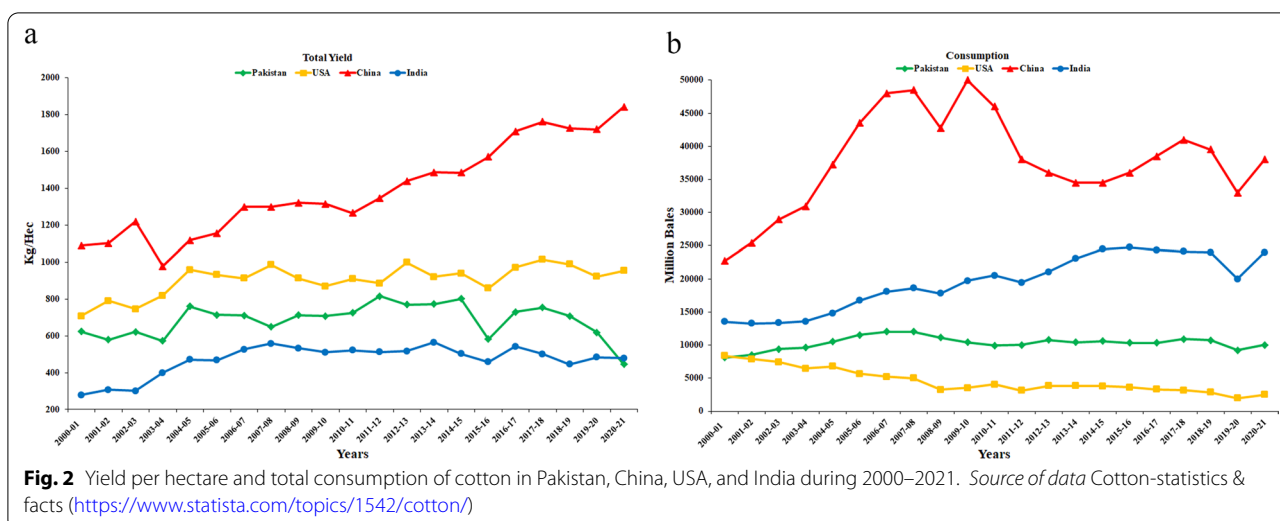 a
Total Yield
Pakistan USA China India
2000
1800
1600
1400
1200
1000
800
600
400
200
Kg/Hec
2000-01 2001-02 2002-03 2003-04 2004-05 2005-06 2006-07 2007-08 2008-09 2009-10 2010-11 2011-12 2012-13 2013-14 2014-15 2015-16 2016-17 2017-18 2018-19 2019-20 2020-21
Years
b
Consumption
Pakistan USA China India
50000
45000
40000
35000
30000
25000
20000
15000
10000
5000
0
Million Bales
2000-01 2001-02 2002-03 2003-04 2004-05 2005-06 2006-07 2007-08 2008-09 2009-10 2010-11 2011-12 2012-13 2013-14 2014-15 2015-16 2016-17 2017-18 2018-19 2019-20 2020-21
Years
Fig. 2 Yield per hectare and total consumption of cotton in Pakistan, China, USA, and India during 2000–2021. Source of data Cotton-statistics &
facts (https://www.statista.com/topics/1542/cotton/)